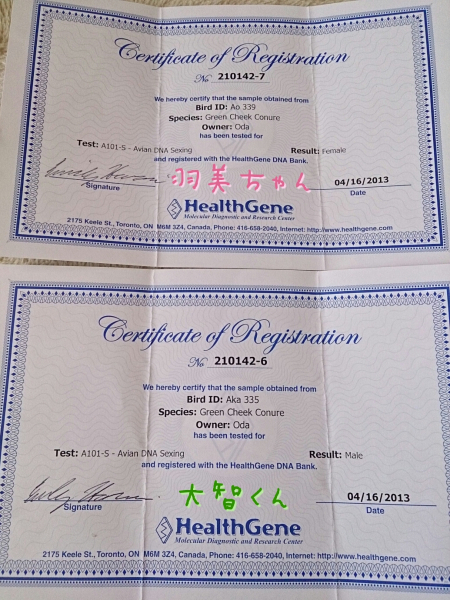 Certificate of Registration
No 210142-7
We hereby certify that the sample obtained from
Bird ID: Ao 339
Species: Green Cheek Conure
Owner: Oda
has been tested for
Test: A101-S - Avian DNA Sexing Result: Female
and registered with the HealthGene DNA Bank.
羽美ちゃん
04/16/2013
Signature
Date
HealthGene
Molecular Diagnostic and Research Center
2175 Keele St., Toronto, ON M6M 3Z4, Canada, Phone: 416-658-2040, Internet: http://www.healthgene.com
Certificate of Registration
No 210142-6
We hereby certify that the sample obtained from
Bird ID: Aka 335
Species: Green Cheek Conure
Owner: Oda
has been tested for
Test: A101-S - Avian DNA Sexing Result: Male
and registered with the HealthGene DNA Bank.
大智くん
04/16/2013
Signature
Date
HealthGene
Molecular Diagnostic and Research Center
2175 Keele St., Toronto, ON M6M 3Z4, Canada, Phone: 416-658-2040, Internet: http://www.healthgene.com